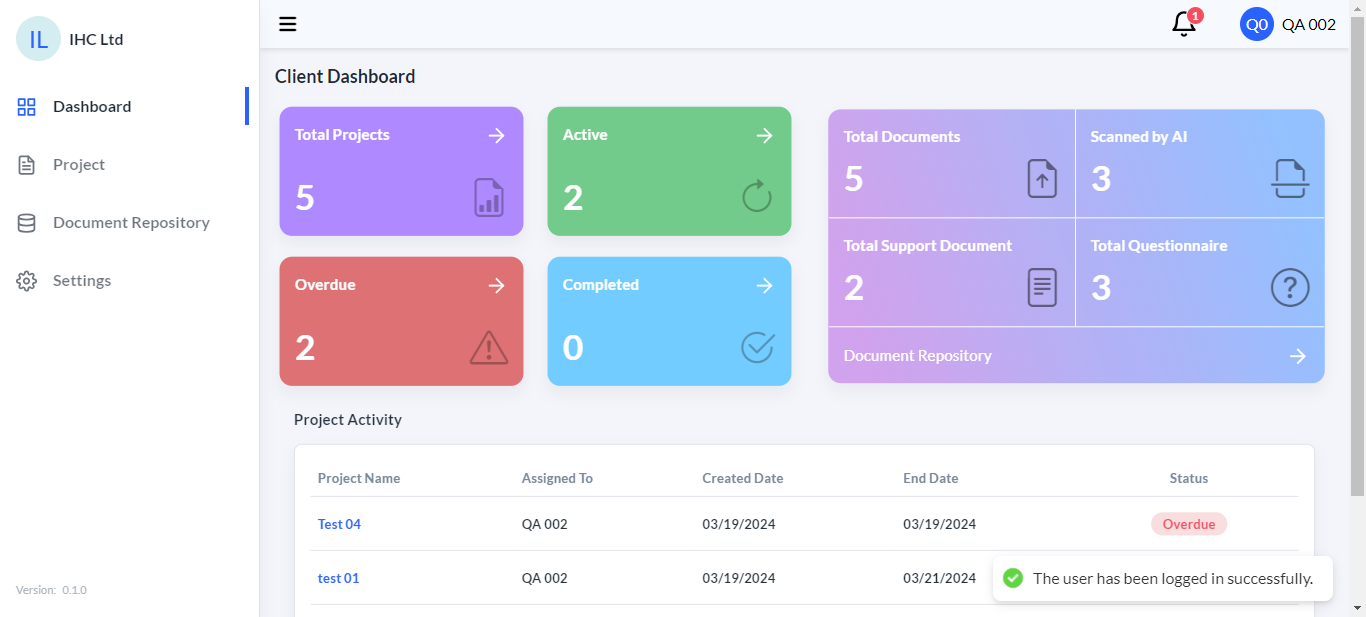 IL IHC Ltd
1
Q0 QA 002
Dashboard
Project
Document Repository
Settings
Version: 0.1.0
Client Dashboard
Total Projects
5
Active
2
Overdue
2
Completed
0
Total Documents
5
Scanned by AI
3
Total Support Document
2
Total Questionnaire
3
Document Repository
Project Activity
Project Name Assigned To Created Date End Date Status
Test 04 QA 002 03/19/2024 03/19/2024 Overdue
test 01 QA 002 03/19/2024 03/21/2024
The user has been logged in successfully.